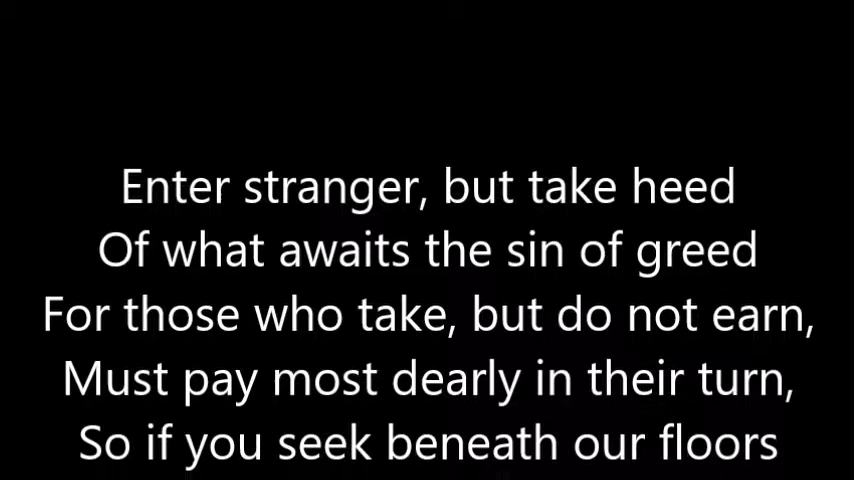 Enter stranger, but take heed
Of what awaits the sin of greed
For those who take, but do not earn,
Must pay most dearly in their turn,
So if you seek beneath our floors